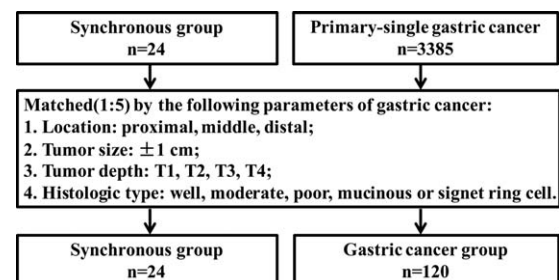 Synchronous group
n=24
Primary-single gastric cancer
n=3385
Matched(1:5) by the following parameters of gastric cancer:
1. Location: proximal, middle, distal;
2. Tumor size: ±1 cm;
3. Tumor depth: T1, T2, T3, T4;
4. Histologic type: well, moderate, poor, mucinous or signet ring cell.
Synchronous group
n=24
Gastric cancer group
n=120